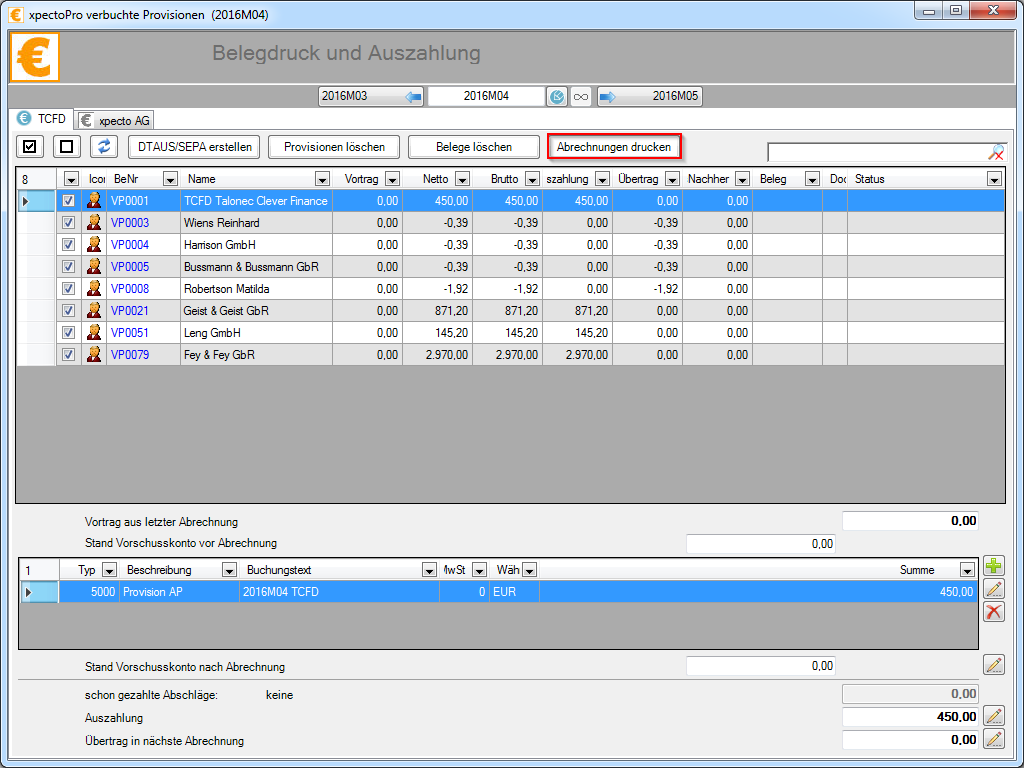 xpectoPro verbuchte Provisionen (2016M04)
Belegdruck und Auszahlung
2016M03 2016M04 2016M05
TCFD xpecto AG
DTAUS/SEPA erstellen Provisionen löschen Belege löschen Abrechnungen drucken
8 Icor BeNr Name Vortrag Netto Brutto szahlung Übertrag Nachher Beleg Doc Status
VP0001 TCFD Talonec Clever Finance 0,00 450,00 450,00 450,00 0,00 0,00
VP0003 Wiens Reinhard 0,00 -0,39 -0,39 0,00 -0,39 0,00
VP0004 Harrison GmbH 0,00 -0,39 -0,39 0,00 -0,39 0,00
VP0005 Bussmann & Bussmann GbR 0,00 -0,39 -0,39 0,00 -0,39 0,00
VP0008 Robertson Matilda 0,00 -1,92 -1,92 0,00 -1,92 0,00
VP0021 Geist & Geist GbR 0,00 871,20 871,20 871,20 0,00 0,00
VP0051 Leng GmbH 0,00 145,20 145,20 145,20 0,00 0,00
VP0079 Fey & Fey GbR 0,00 2.970,00 2.970,00 2.970,00 0,00 0,00
Vortrag aus letzter Abrechnung 0,00
Stand Vorschusskonto vor Abrechnung 0,00
1 Typ Beschreibung Buchungstext MwSt Wäh Summe
5000 Provision AP 2016M04 TCFD 0 EUR 450,00
Stand Vorschusskonto nach Abrechnung 0,00
schon gezahlte Abschläge: keine 0,00
Auszahlung 450,00
Übertrag in nächste Abrechnung 0,00